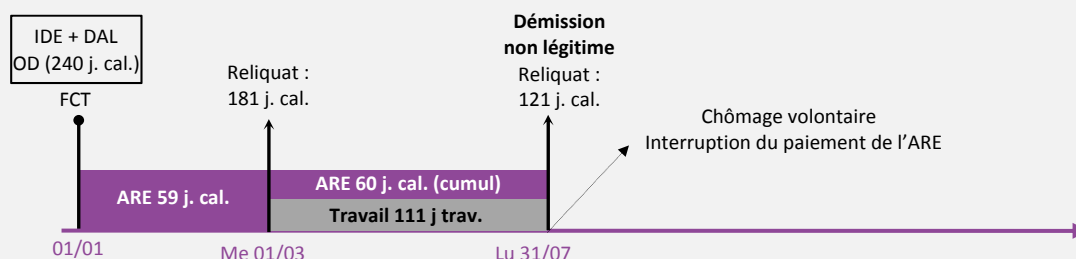 IDE + DAL
OD (240 j. cal.)
FCT
Reliquat :
181 j. cal.
Démission
non légitime
Reliquat :
121 j. cal.
Chômage volontaire
Interruption du paiement de l’ARE
ARE 59 j. cal.
ARE 60 j. cal. (cumul)
Travail 111 j trav.
01/01
Me 01/03
Lu 31/07